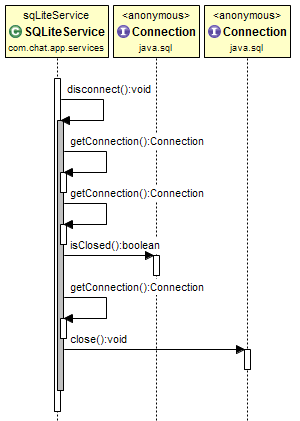 sqLiteService
SQLiteService
com.chat.app.services
<anonymous>
Connection
java.sql
<anonymous>
Connection
java.sql
disconnect():void
getConnection():Connection
getConnection():Connection
isClosed():boolean
getConnection():Connection
close():void